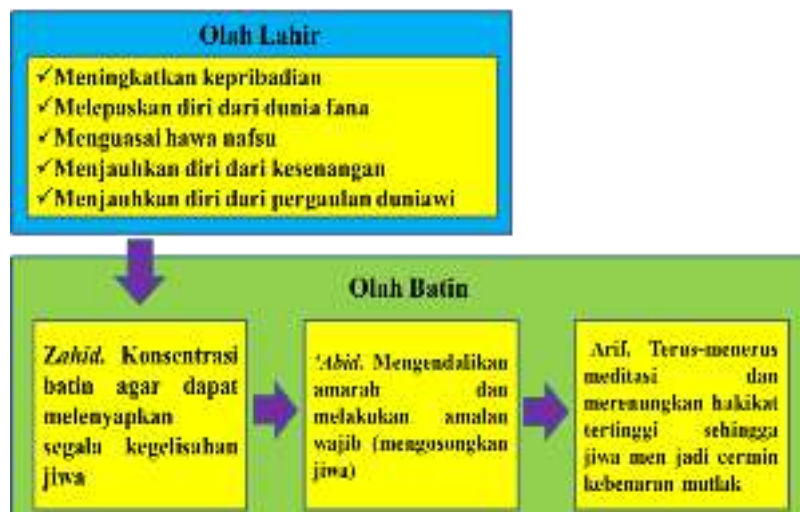 Olah Lahir
✓Meningkatkan kepribadian
✓Melepaskan diri dari dunia fana
✓Menguasai hawa nafsu
✓Menjauhkan diri dari kesenangan
✓Menjauhkan diri dari pergaulan duniawi
Olah Batin
Zahid. Konsentrasi
batin agar dapat
melenyapkan
segala kegelisahan
jiwa
'Abid. Mengendalikan
amarah dan
melakukan amalan
wajib (mengosongkan
jiwa)
Arif. Terus-menerus
meditasi dan
merenungkan hakikat
tertinggi sehingga
jiwa men jadi cermin
kebenaran mutlak